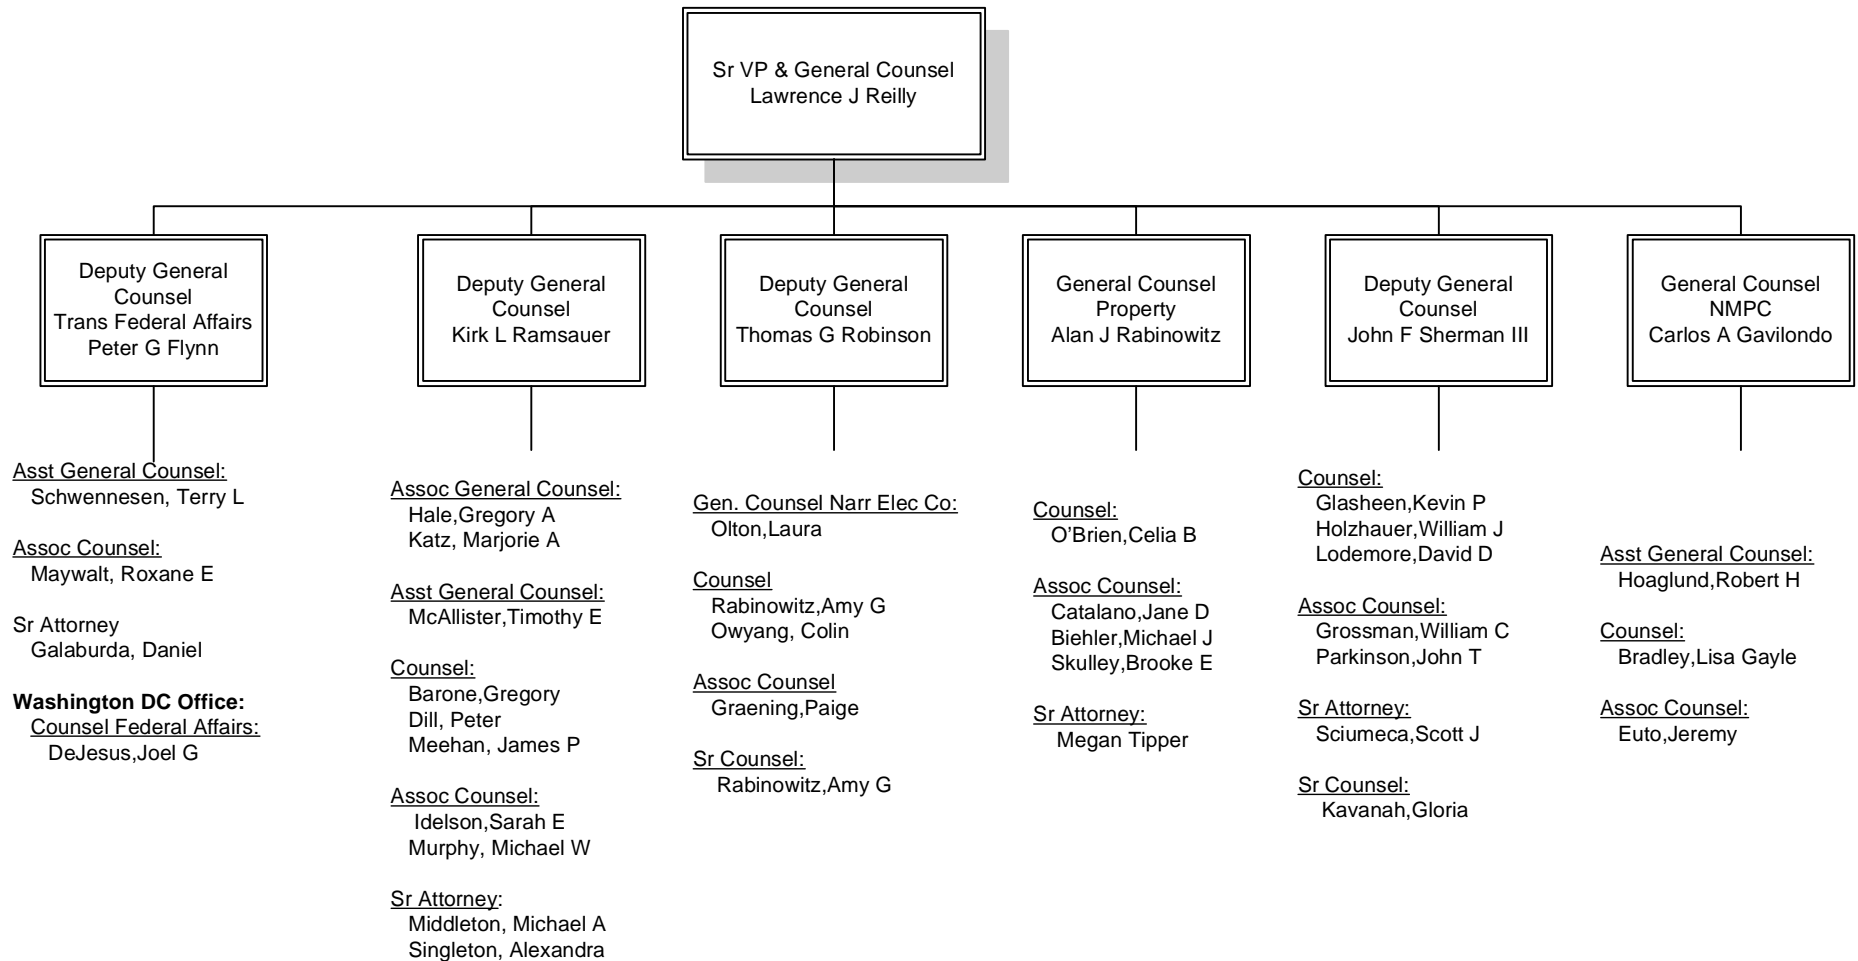 Sr VP & General Counsel
Lawrence J Reilly
Deputy General
Counsel
Trans Federal Affairs
Peter G Flynn
Deputy General
Counsel
Kirk L Ramsauer
Deputy General
Counsel
Thomas G Robinson
General Counsel
Property
Alan J Rabinowitz
Deputy General
Counsel
John F Sherman III
General Counsel
NMPC
Carlos A Gavilondo
Asst General Counsel:
Schwennesen, Terry L
Assoc Counsel:
Maywalt, Roxane E
Sr Attorney
Galaburda, Daniel
Washington DC Office:
Counsel Federal Affairs:
DeJesus,Joel G
Assoc General Counsel:
Hale,Gregory A
Katz, Marjorie A
Asst General Counsel:
McAllister,Timothy E
Counsel:
Barone,Gregory
Dill, Peter
Meehan, James P
Assoc Counsel:
Idelson,Sarah E
Murphy, Michael W
Sr Attorney:
Middleton, Michael A
Singleton, Alexandra
Gen. Counsel Narr Elec Co:
Olton,Laura
Counsel
Rabinowitz,Amy G
Owyang, Colin
Assoc Counsel
Graening,Paige
Sr Counsel:
Rabinowitz,Amy G
Counsel:
O’Brien,Celia B
Assoc Counsel:
Catalano,Jane D
Biehler,Michael J
Skulley,Brooke E
Sr Attorney:
Megan Tipper
Counsel:
Glasheen,Kevin P
Holzhauer,William J
Lodemore,David D
Assoc Counsel:
Grossman,William C
Parkinson,John T
Sr Attorney:
Sciumeca,Scott J
Sr Counsel:
Kavanah,Gloria
Asst General Counsel:
Hoaglund,Robert H
Counsel:
Bradley,Lisa Gayle
Assoc Counsel:
Euto,Jeremy